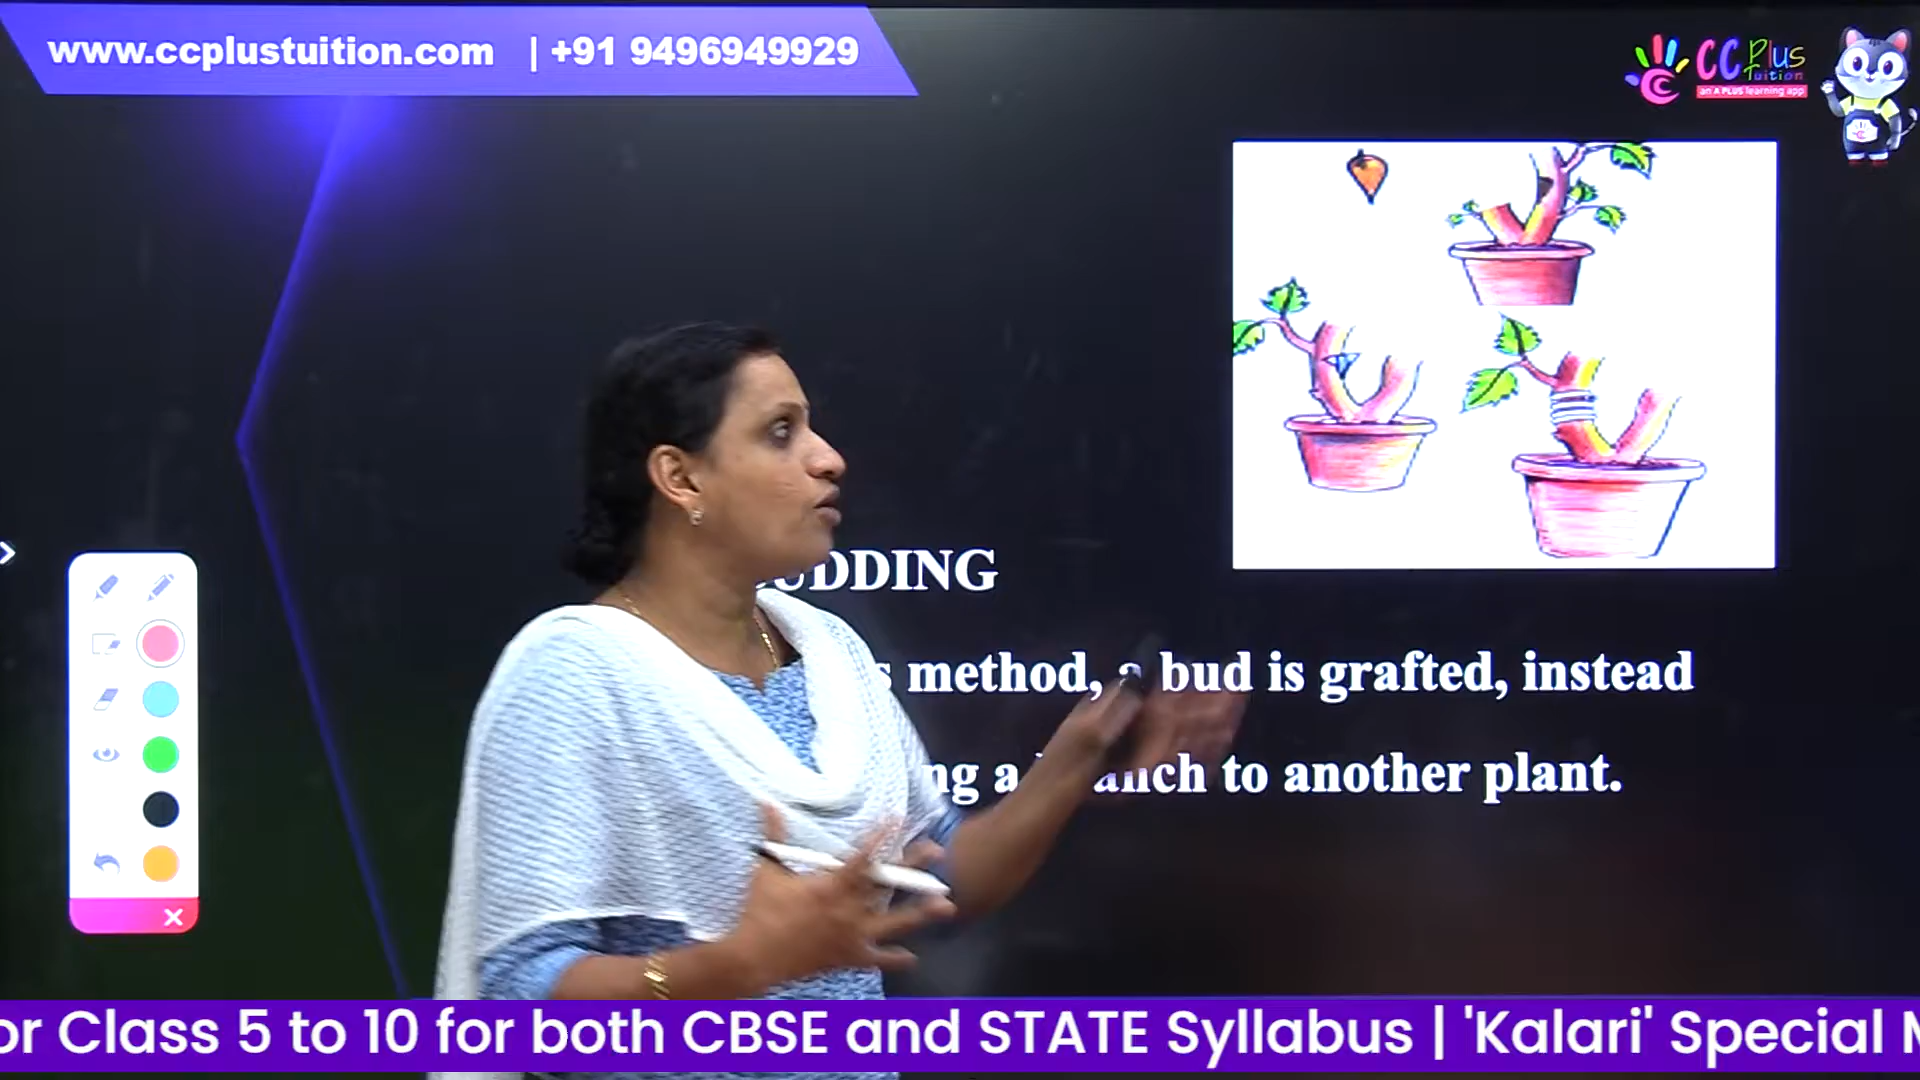 www.ccplustuition.com | +91 9496949929
CC Plus
Tuition
an A PLUS learning app
UDDING
s method, a bud is grafted, instead
ng a branch to another plant.
or Class 5 to 10 for both CBSE and STATE Syllabus | 'Kalari' Special M